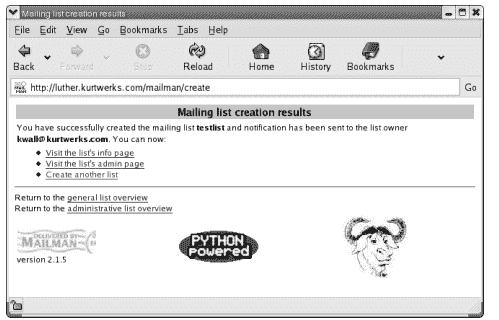 Mailing list creation results
File Edit View Go Bookmarks Tabs Help
Back Forward Stop Reload Home History Bookmarks
http://luther.kurtwerks.com/mailman/create Go
Mailing list creation results
You have successfully created the mailing list testlist and notification has been sent to the list owner
kwall@kurtwerks.com. You can now:
Visit the list's info page
Visit the list's admin page
Create another list
Return to the general list overview
Return to the administrative list overview
DELIVERED BY
MAILMAN
PYTHON
Powered
version 2.1.5